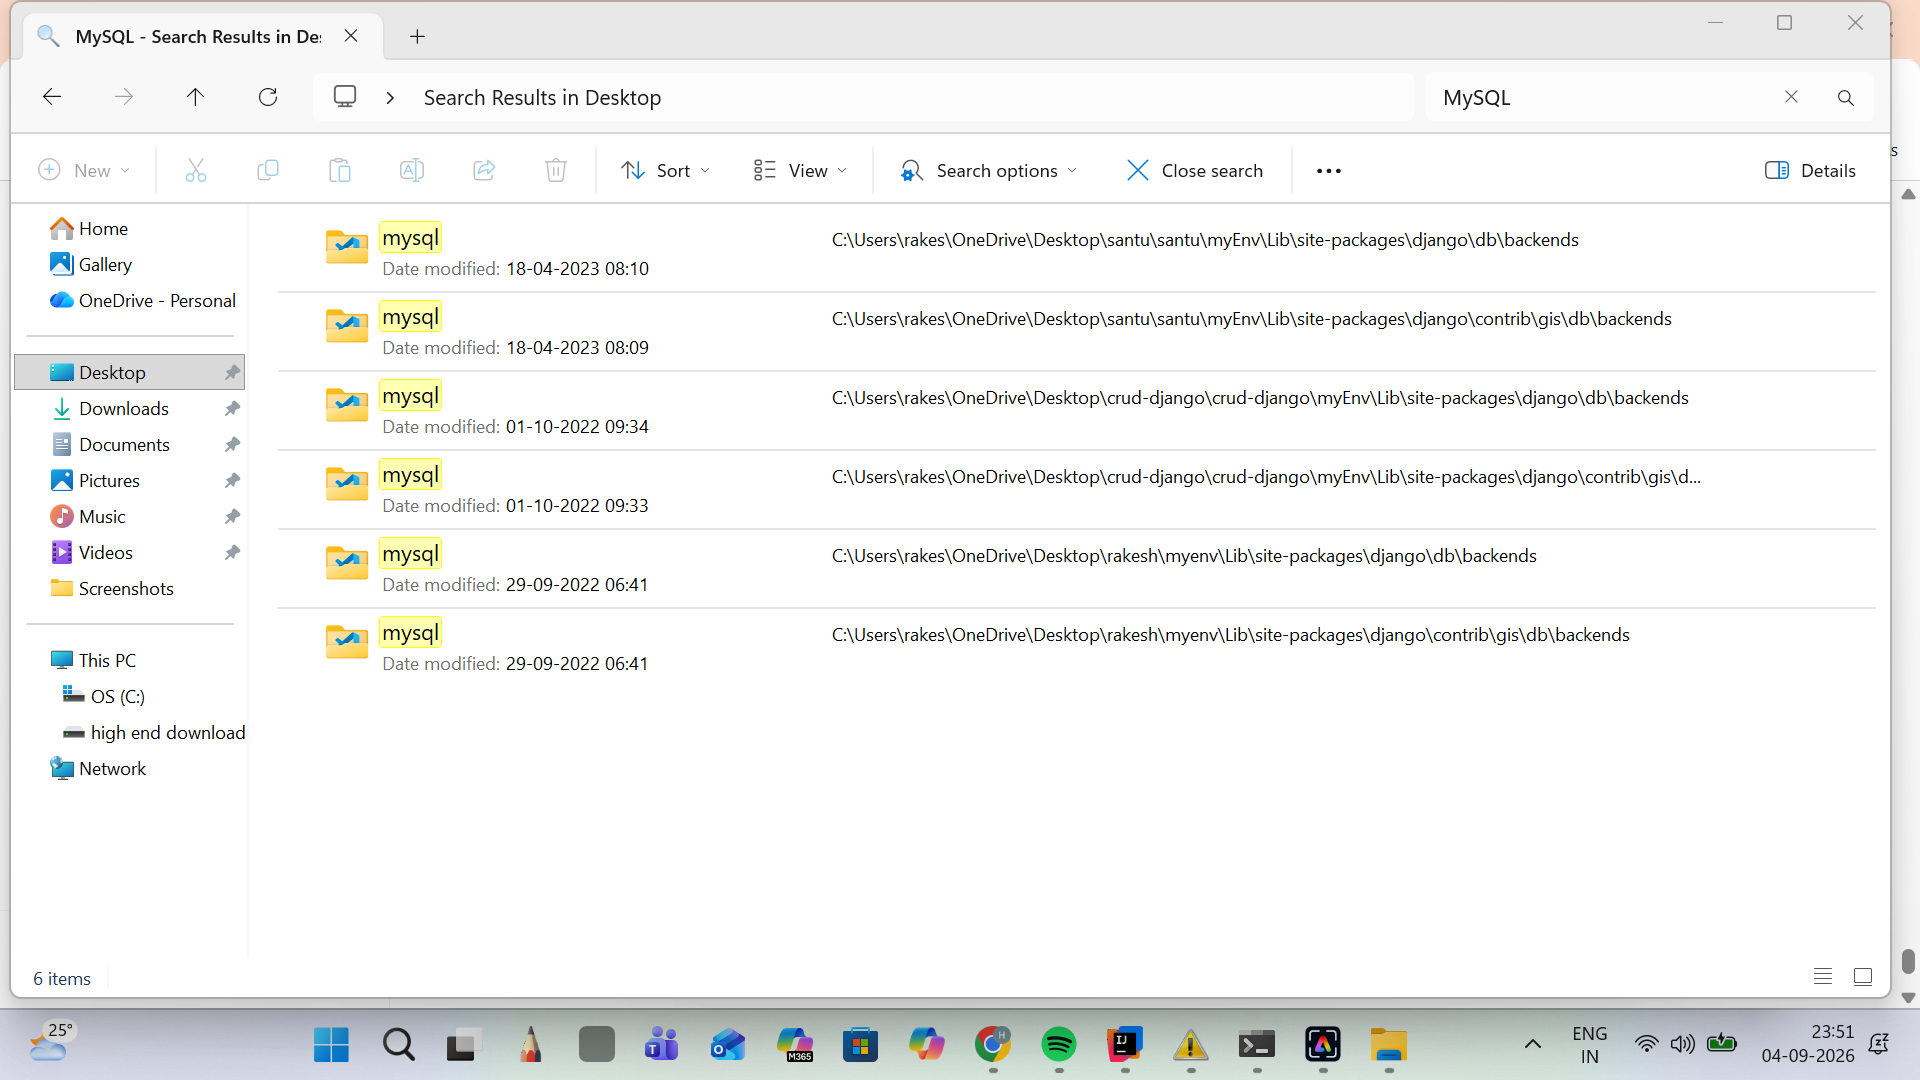 MySQL - Search Results in De
Search Results in Desktop
MySQL
New
Sort
View
Search options
Close search
Details
Home
Gallery
OneDrive - Personal
Desktop
Downloads
Documents
Pictures
Music
Videos
Screenshots
This PC
OS (C:)
high end download
Network
mysql
C:\Users\rakes\OneDrive\Desktop\santu\santu\myEnv\Lib\site-packages\django\db\backends
Date modified: 18-04-2023 08:10
mysql
C:\Users\rakes\OneDrive\Desktop\santu\santu\myEnv\Lib\site-packages\django\contrib\gis\db\backends
Date modified: 18-04-2023 08:09
mysql
C:\Users\rakes\OneDrive\Desktop\crud-django\crud-django\myEnv\Lib\site-packages\django\db\backends
Date modified: 01-10-2022 09:34
mysql
C:\Users\rakes\OneDrive\Desktop\crud-django\crud-django\myEnv\Lib\site-packages\django\contrib\gis\d...
Date modified: 01-10-2022 09:33
mysql
C:\Users\rakes\OneDrive\Desktop\rakesh\myenv\Lib\site-packages\django\db\backends
Date modified: 29-09-2022 06:41
mysql
C:\Users\rakes\OneDrive\Desktop\rakesh\myenv\Lib\site-packages\django\contrib\gis\db\backends
Date modified: 29-09-2022 06:41
6 items
s
25°
M365
H
IJ
ENG
IN
23:51
04-09-2026